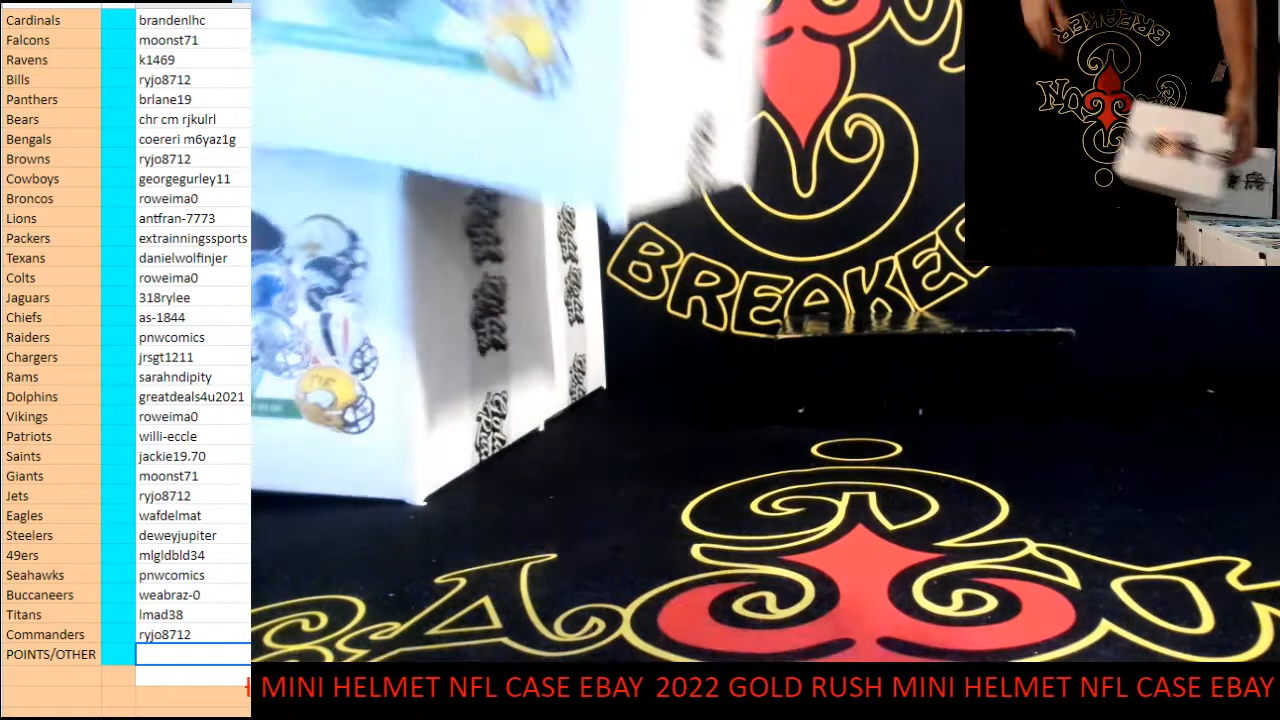 Cardinals brandenlhc
Falcons moonst71
Ravens k1469
Bills ryjo8712
Panthers brlane19
Bears chr cm rjkulrl
Bengals coereri m6yaz1g
Browns ryjo8712
Cowboys georgegurley11
Broncos roweima0
Lions antfran-7773
Packers extrainningssports
Texans danielwolfinjer
Colts roweima0
Jaguars 318rylee
Chiefs as-1844
Raiders pnwcomics
Chargers jrsgt1211
Rams sarahndipity
Dolphins greatdeals4u2021
Vikings roweima0
Patriots willi-eccle
Saints jackie19.70
Giants moonst71
Jets ryjo8712
Eagles wafdelmat
Steelers deweyjupiter
49ers mlgldbld34
Seahawks pnwcomics
Buccaneers weabraz-0
Titans lmad38
Commanders ryjo8712
POINTS/OTHER
BREAKER
MINI HELMET NFL CASE EBAY 2022 GOLD RUSH MINI HELMET NFL CASE EBAY